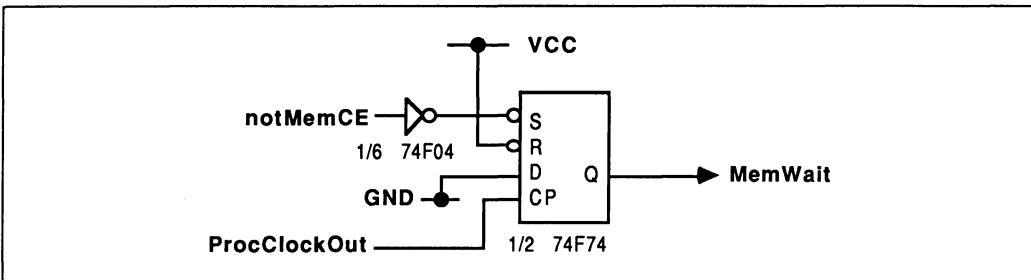 VCC
notMemCE
S
1/6 74F04
R
D Q MemWait
GND
CP
ProcClockOut
1/2 74F74